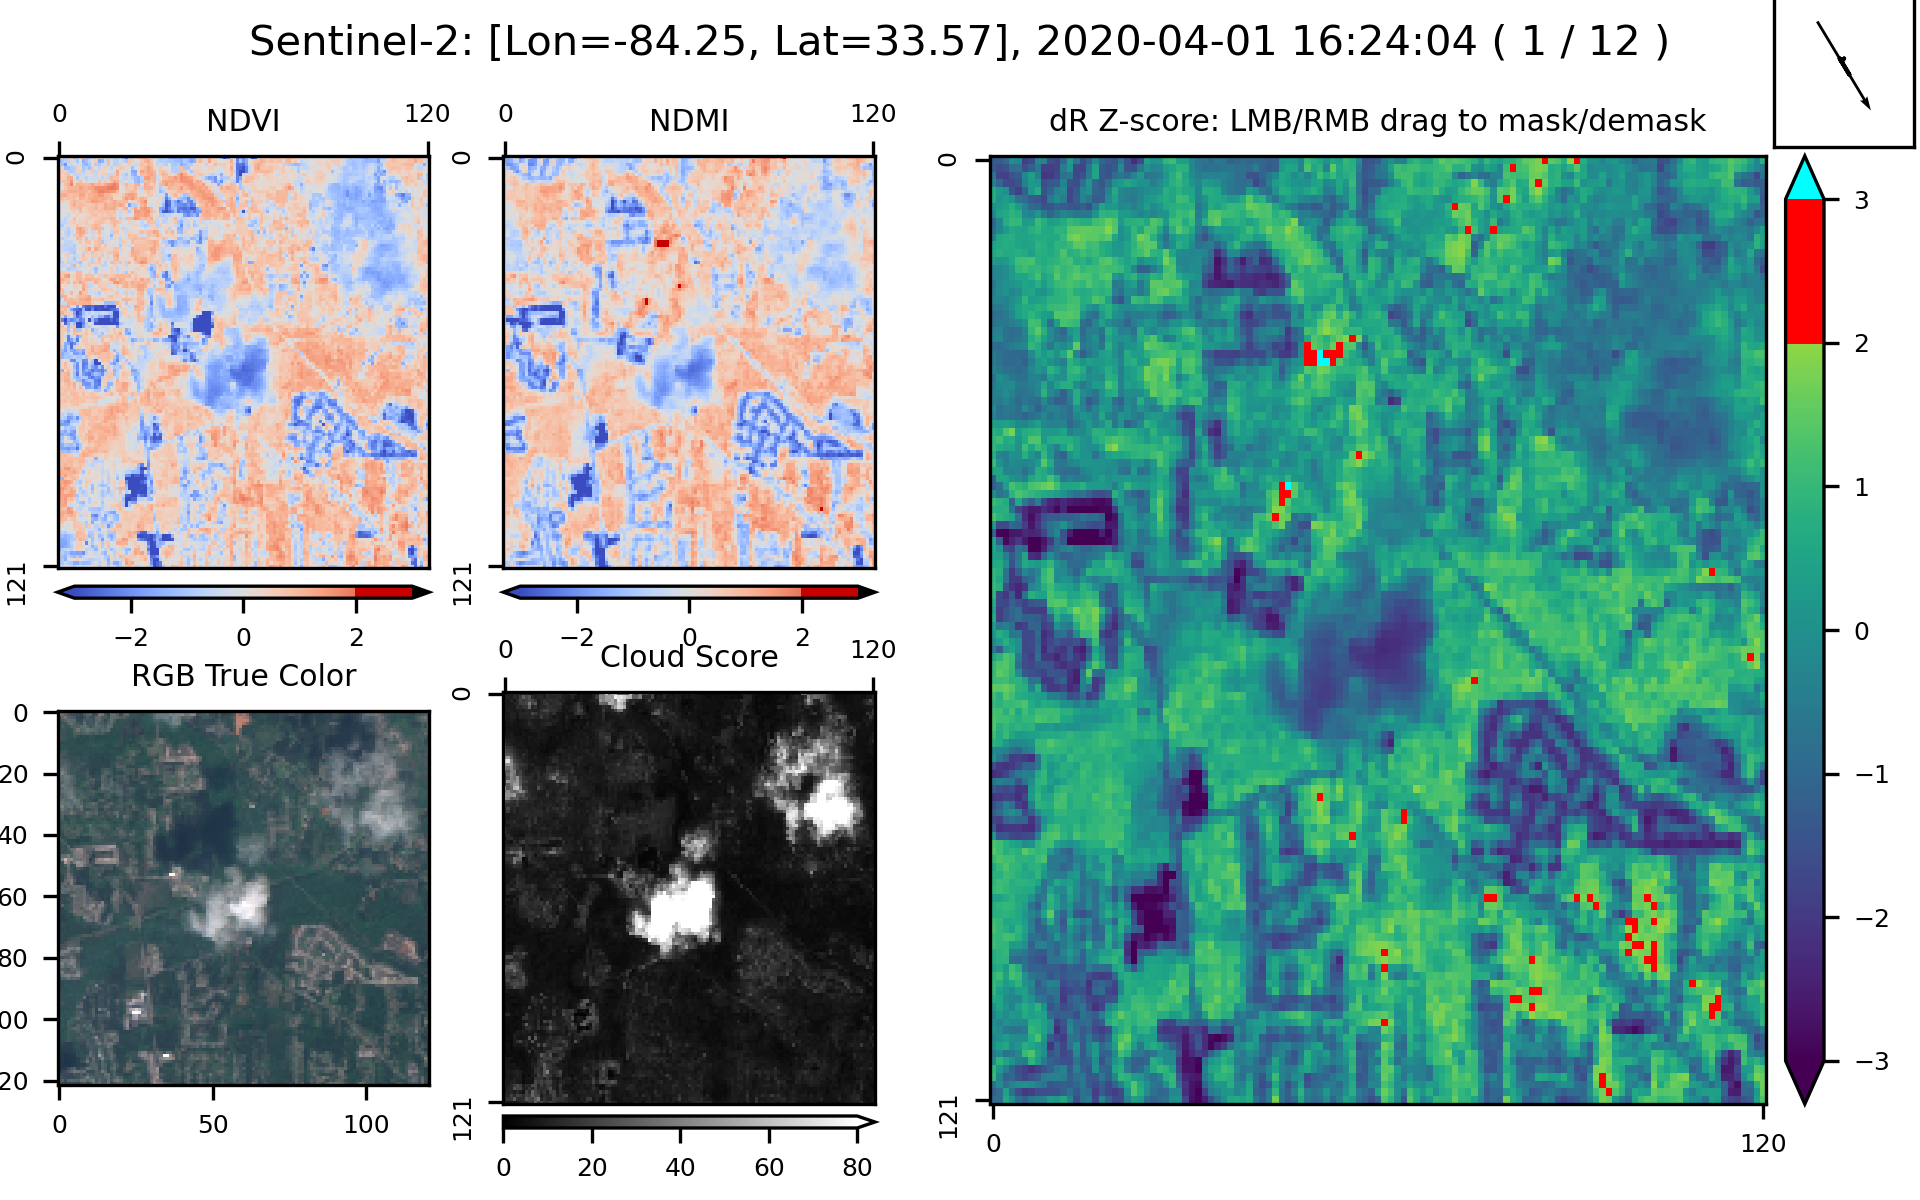 Sentinel-2: [Lon=-84.25, Lat=33.57], 2020-04-01 16:24:04 ( 1 / 12 )
0 NDVI 120
0
121
−2 0 2
0 NDMI 120
0
121
−2 0 2
dR Z-score: LMB/RMB drag to mask/demask
0
121
0 120
3
2
1
0
−1
−2
−3
RGB True Color
0
20
40
60
80
00
20
0 50 100
0 Cloud Score 120
0
121
0 20 40 60 80